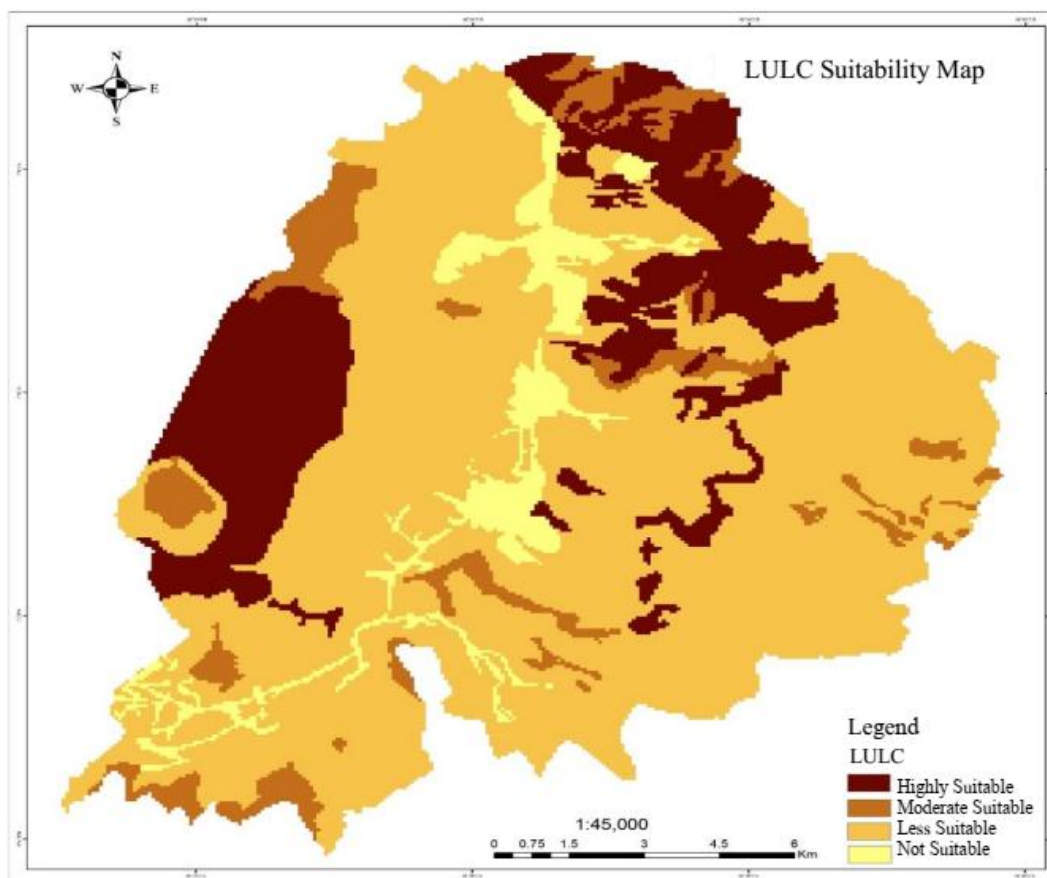 N
W E
S
LULC Suitability Map
Legend
LULC
Highly Suitable
Moderate Suitable
Less Suitable
Not Suitable
1:45,000
0 0.75 1.5 3 4.5 6
Km